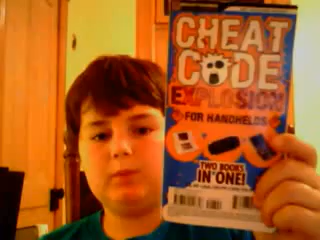 CHEAT
CODE
EXPLOSION
FOR HANDHELDS
TWO BOOKS
IN ONE!